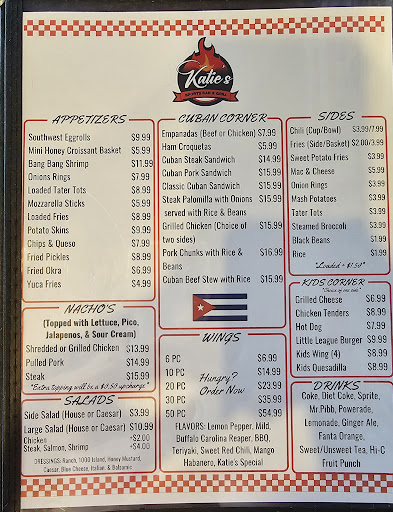 Katie's
SPORTS BAR & GRILL
APPETIZERS
Southwest Eggrolls $9.99
Mini Honey Croissant Basket $5.99
Bang Bang Shrimp $11.99
Onions Rings $7.99
Loaded Tater Tots $8.99
Mozzarella Sticks $5.99
Loaded Fries $8.99
Potato Skins $9.99
Chips & Queso $7.99
Fried Pickles $8.99
Fried Okra $6.99
Yuca Fries $4.99
NACHO'S
(Topped with Lettuce, Pico,
Jalapenos, & Sour Cream)
Shredded or Grilled Chicken $13.99
Pulled Pork $14.99
Steak $15.99
"Extra topping will be a $0.50 upcharge"
SALADS
Side Salad (House or Caesar) $3.99
Large Salad (House or Caesar) $10.99
Chicken +$2.00
Steak, Salmon, Shrimp +$4.00
DRESSINGS: Ranch, 1000 Island, Honey Mustard,
Caesar, Blue Cheese, Italian, & Balsamic
CUBAN CORNER
Empanadas (Beef or Chicken) $7.99
Ham Croquetas $5.99
Cuban Steak Sandwich $14.99
Cuban Pork Sandwich $15.99
Classic Cuban Sandwich $15.99
Steak Palomilla with Onions $15.99
served with Rice & Beans
Grilled Chicken (Choice of $15.99
two sides)
Pork Chunks with Rice & $16.99
Beans
Cuban Beef Stew with Rice $15.99
WINGS
6 PC $6.99
10 PC $14.99
20 PC $23.99
30 PC $35.99
50 PC $54.99
Hungry?
Order Now
FLAVORS: Lemon Pepper, Mild,
Buffalo Carolina Reaper, BBQ,
Teriyaki, Sweet Red Chili, Mango
Habanero, Katie's Special
SIDES
Chili (Cup/Bowl) $3.99/7.99
Fries (Side/Basket) $2.00/3.99
Sweet Potato Fries $3.99
Mac & Cheese $5.99
Onion Rings $3.99
Mash Potatoes $3.99
Tater Tots $3.99
Steamed Broccoli $3.99
Black Beans $1.99
Rice $1.99
"Loaded + $1.50"
KIDS CORNER
"Choice of one side"
Grilled Cheese $6.99
Chicken Tenders $8.99
Hot Dog $7.99
Little League Burger $9.99
Kids Wing (4) $8.99
Kids Quesadilla $8.99
DRINKS
Coke, Diet Coke, Sprite,
Mr.Pibb, Powerade,
Lemonade, Ginger Ale,
Fanta Orange,
Sweet/Unsweet Tea, Hi-C
Fruit Punch